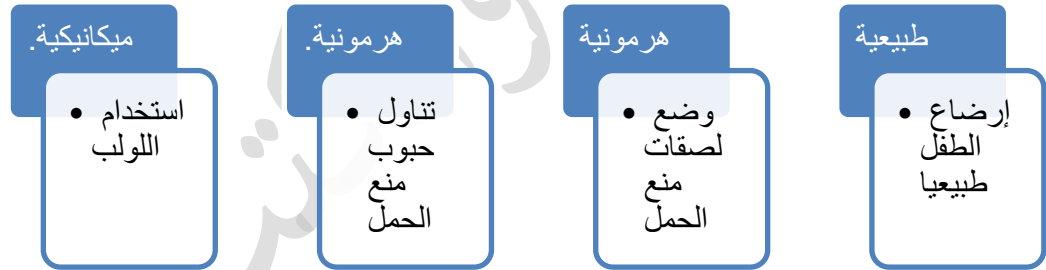 طبيعية
• إرضاع
الطفل
طبيعيا
هرمونية
• وضع
لصقات
منع
الحمل
هرمونية.
• تناول
حبوب
منع
الحمل
ميكانيكية.
• استخدام
اللولب